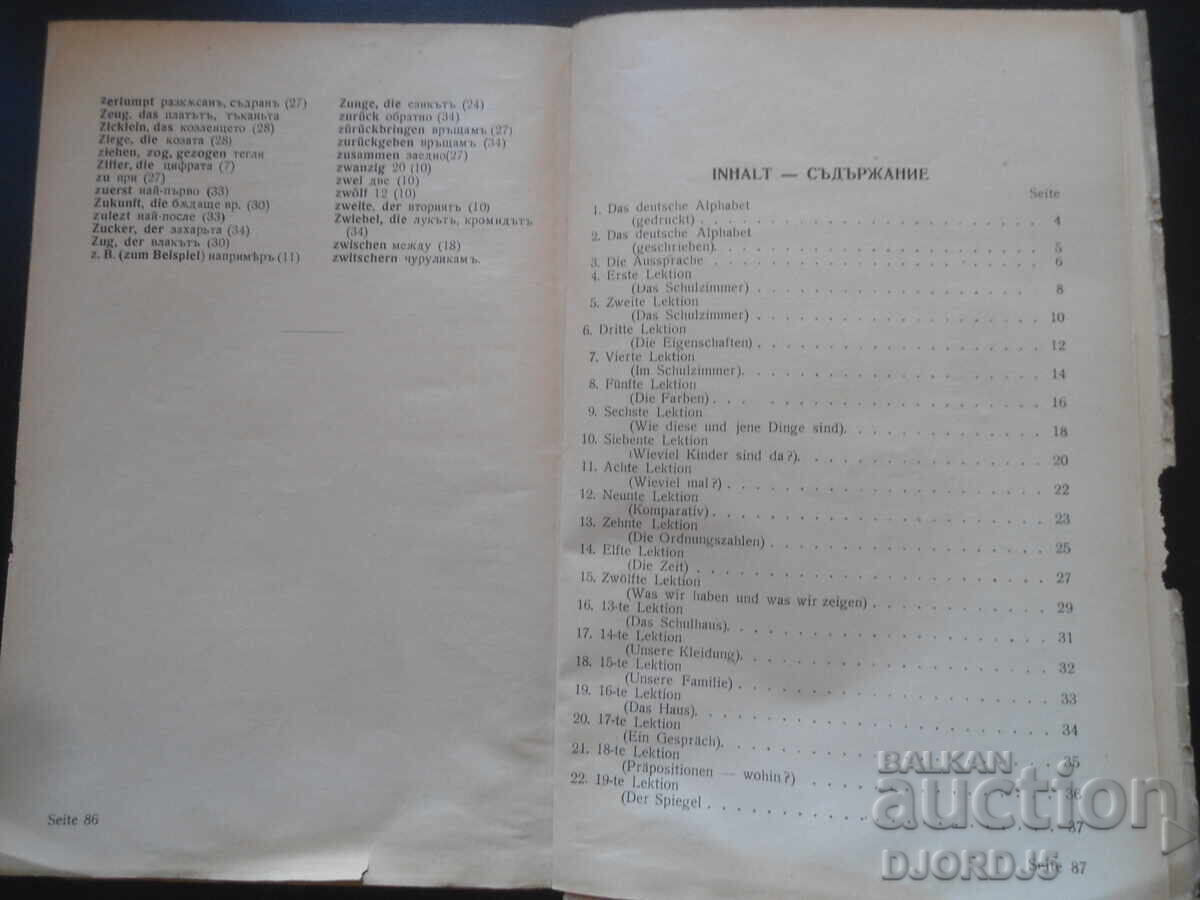 Zerlumpt разкѫсанъ, съдранъ (27)
Zeug, das платътъ, тъканьта
Zicklein, das козленцето (28)
Ziege, die козата (28)
ziehen, zog, gezogen тегля
Ziffer, die цифрата (7)
zu при (27)
zuerst най-първо (33)
Zukunft, die бѫдаще вр. (30)
zulezt най-после (33)
Zucker, der захарьта (34)
Zug, der влакътъ (30)
z. B. (zum Beispiel) напримѣръ (11)
Zunge, die езикътъ (24)
zurück обратно (34)
zürückbringen връщамъ (27)
zurückgeben връщамъ (34)
zusammen заедно(27)
zwanzig 20 (10)
zwei две (10)
zwölf 12 (10)
zweite, der вториятъ (10)
Zwiebel, die лукътъ, кромидътъ
(34)
zwischen между (18)
zwitschern чуруликамъ.
Seite 86
INHALT — СЪДЪРЖАНИЕ
Seite
1. Das deutsche Alphabet
(gedruckt) . . . . . . . . . . 4
2. Das deutsche Alphabet
(geschrieben). . . . . . . . . . 5
3. Die Aussprache . . . . . . . . . . 6
4. Erste Lektion
(Das Schulzimmer) . . . . . . . . . . 8
5. Zweite Lektion
(Das Schulzimmer) . . . . . . . . . . 10
6. Dritte Lektion
(Die Eigenschaften) . . . . . . . . . . 12
7. Vierte Lektion
(Im Schulzimmer). . . . . . . . . . 14
8. Fünfte Lektion
(Die Farben) . . . . . . . . . . 16
9. Sechste Lektion
(Wie diese und jene Dinge sind). . . . . . . . . . 18
10. Siebente Lektion
(Wieviel Kinder sind da?). . . . . . . . . . 20
11. Achte Lektion
(Wieviel mal?) . . . . . . . . . . 22
12. Neunte Lektion
(Komparativ) . . . . . . . . . . 23
13. Zehnte Lektion
(Die Ordnungszahlen) . . . . . . . . . . 25
14. Elfte Lektion
(Die Zeit) . . . . . . . . . . 27
15. Zwölfte Lektion
(Was wir haben und was wir zeigen) . . . . . . . . . . 29
16. 13-te Lektion
(Das Schulhaus). . . . . . . . . . 31
17. 14-te Lektion
(Unsere Kleidung). . . . . . . . . . 32
18. 15-te Lektion
(Unsere Familie) . . . . . . . . . . 33
19. 16-te Lektion
(Das Haus). . . . . . . . . . 34
20. 17-te Lektion
(Ein Gespräch). . . . . . . . . . 35
21. 18-te Lektion
(Präpositionen — wohin?) . . . . . . . . . . 36
22. 19-te Lektion
(Der Spiegel . . . . . . . . . . 37
Seite 87
BALKAN
auction
DJORDJ5